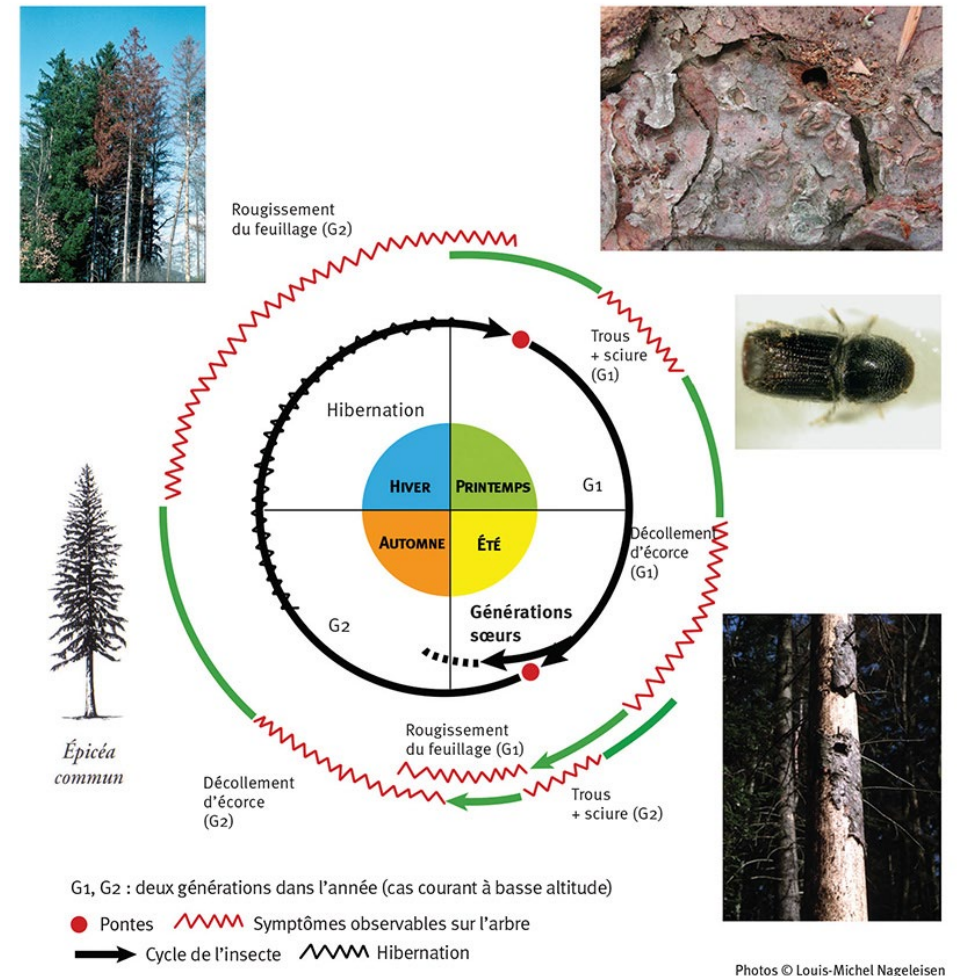 Rougissement
du feuillage (G2)
Trous
+ sciure
(G1)
Hibernation
HIVER
PRINTEMPS
G1
AUTOMNE
ÉTÉ
Décollement
d'écorce
(G1)
Générations
sœurs
G2
Épicéa
commun
Rougissement
du feuillage (G1)
Décollement
d'écorce
(G2)
Trous
+ sciure (G2)
G1, G2 : deux générations dans l'année (cas courant à basse altitude)
Pontes
Symptômes observables sur l'arbre
Cycle de l'insecte
Hibernation
Photos © Louis-Michel Nageleisen